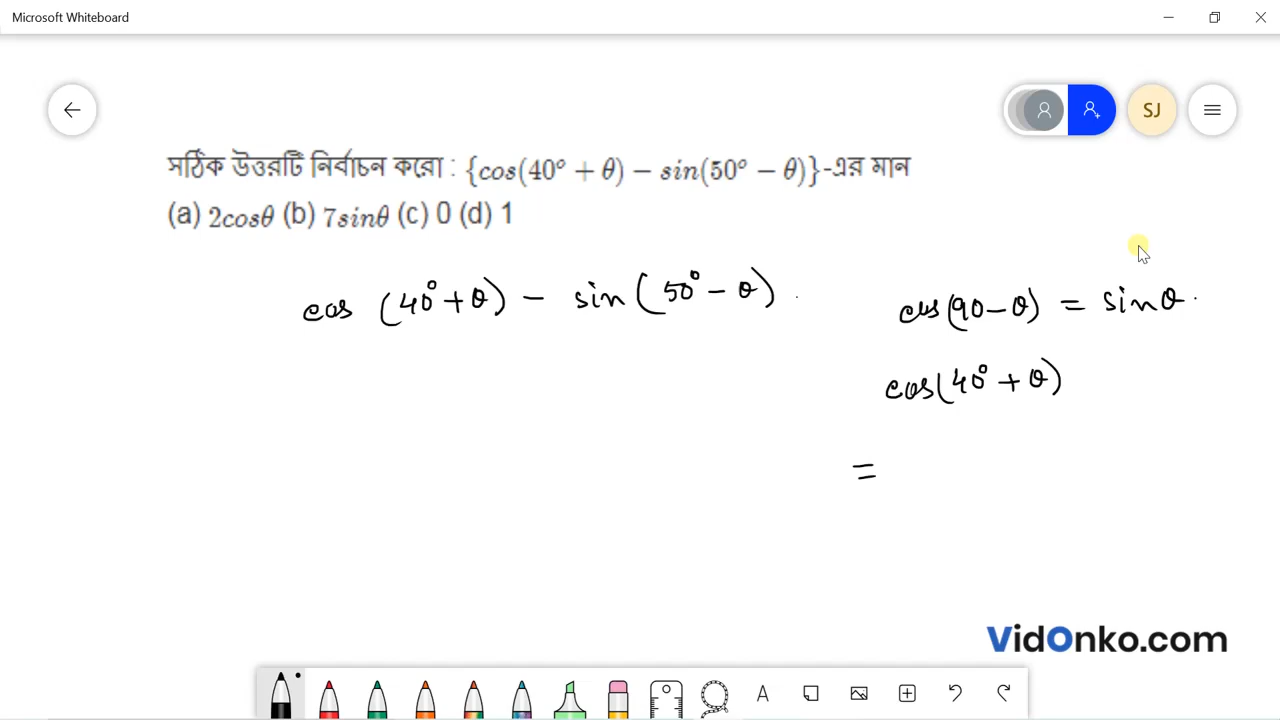 Microsoft Whiteboard
SJ
সঠিক উত্তরটি নির্বাচন করো : {cos(40° + θ) − sin(50° − θ)}-এর মান
(a) 2cosθ (b) 7sinθ (c) 0 (d) 1
cos (40° + θ) − sin (50° − θ)
cos(90 − θ) = sinθ
cos(40° + θ)
=
VidOnko.com
A